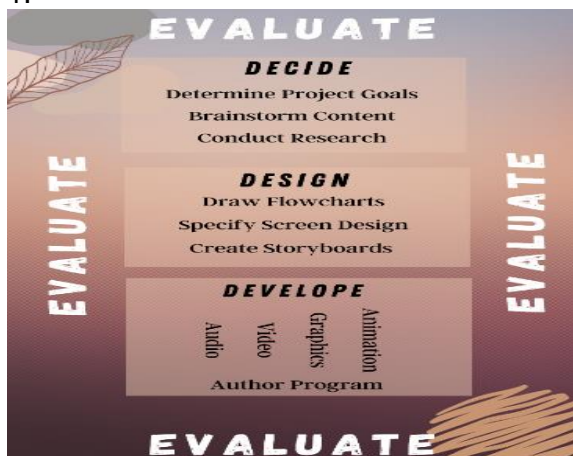 EVALUATE
DECIDE
Determine Project Goals
Brainstorm Content
Conduct Research
EVALUATE
EVALUATE
DESIGN
Draw Flowcharts
Specify Screen Design
Create Storyboards
DEVELOPE
Audio
Video
Graphics
Animation
Author Program
EVALUATE